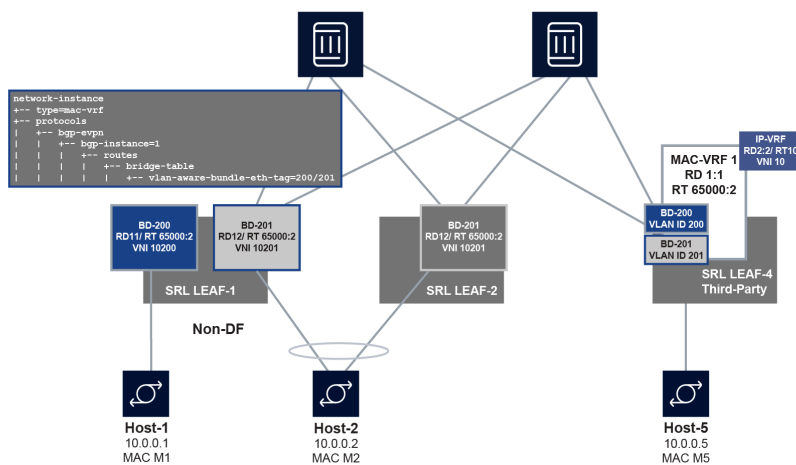 network-instance
+-- type=mac-vrf
+-- protocols
|   +-- bgp-evpn
|   |   +-- bgp-instance=1
|   |   |   +-- routes
|   |   |   |   +-- bridge-table
|   |   |   |   |   +-- vlan-aware-bundle-eth-tag=200/201
IP-VRF
RD2:2/ RT10
VNI 10
MAC-VRF 1
RD 1:1
RT 65000:2
BD-200
RD11/ RT 65000:2
VNI 10200
BD-201
RD12/ RT 65000:2
VNI 10201
BD-201
RD12/ RT 65000:2
VNI 10201
BD-200
VLAN ID 200
BD-201
VLAN ID 201
SRL LEAF-1
SRL LEAF-2
SRL LEAF-4
Third-Party
Non-DF
Host-1
10.0.0.1
MAC M1
Host-2
10.0.0.2
MAC M2
Host-5
10.0.0.5
MAC M5